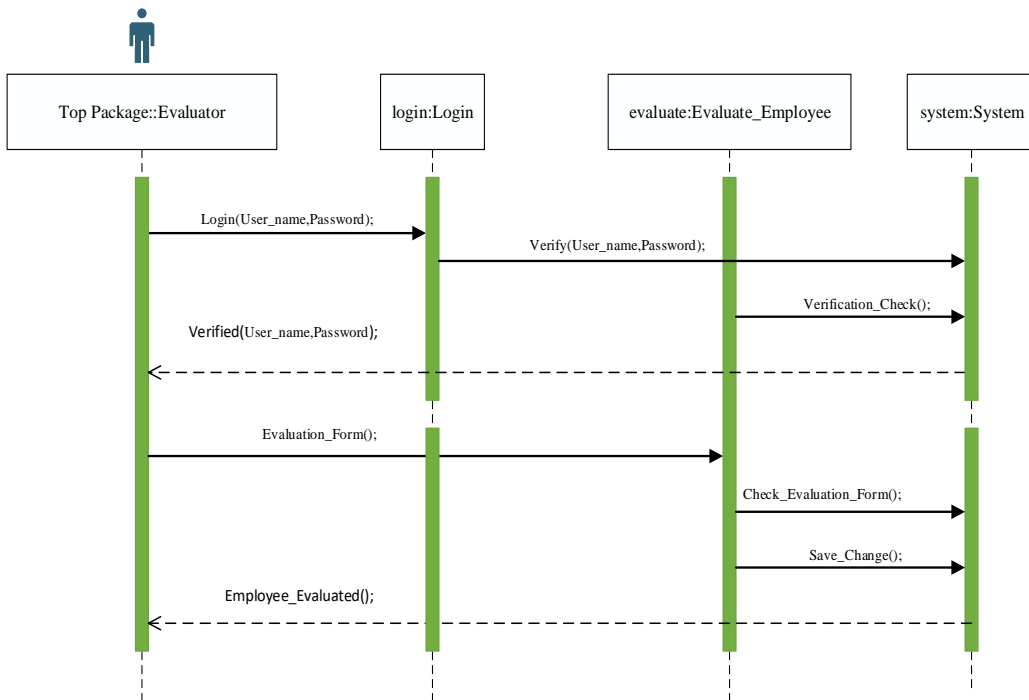 Top Package::Evaluator
login:Login
evaluate:Evaluate_Employee
system:System
Login(User_name,Password);
Verify(User_name,Password);
Verification_Check();
Verified(User_name,Password);
Evaluation_Form();
Check_Evaluation_Form();
Save_Change();
Employee_Evaluated();